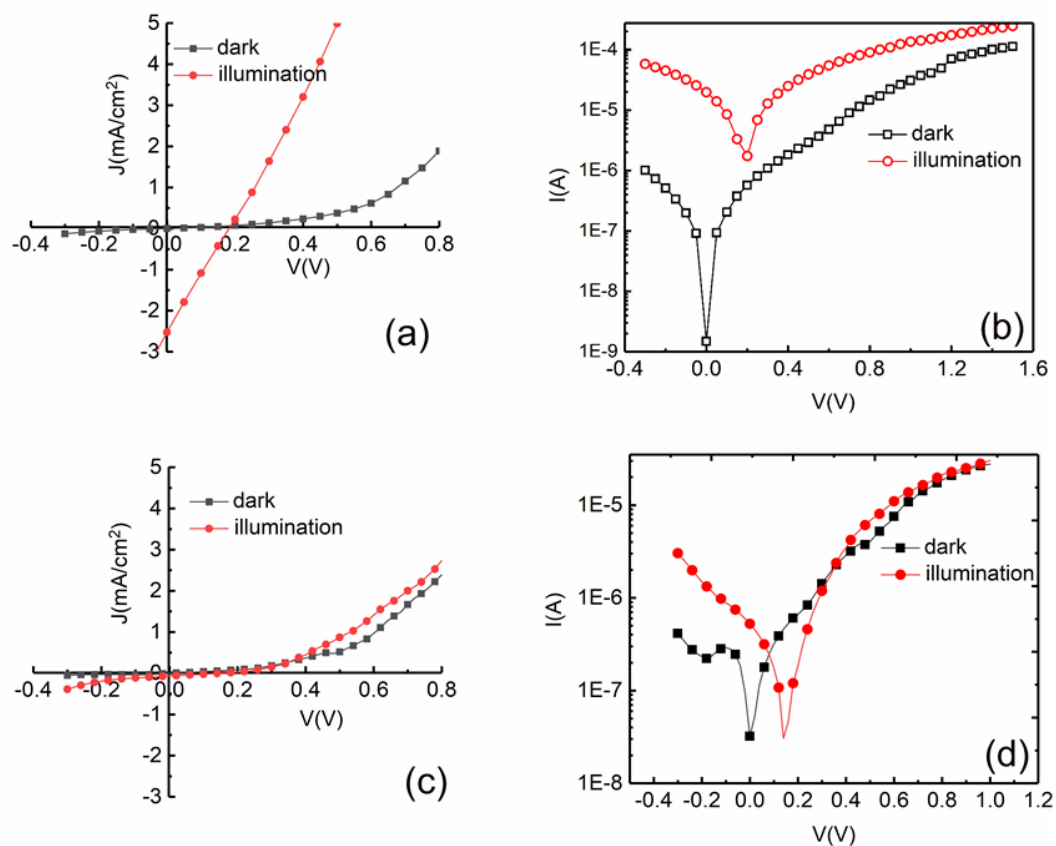 5
4
3
2
1
0
-1
-2
-3
J(mA/cm2)
dark
illumination
-0.4 -0.2 0.0 0.2 0.4 0.6 0.8
V(V)
(a)
1E-4
1E-5
1E-6
1E-7
1E-8
1E-9
I(A)
dark
illumination
-0.4 0.0 0.4 0.8 1.2 1.6
V(V)
(b)
5
4
3
2
1
0
-1
-2
-3
J(mA/cm2)
dark
illumination
-0.4 -0.2 0.0 0.2 0.4 0.6 0.8
V(V)
(c)
1E-5
1E-6
1E-7
1E-8
I(A)
dark
illumination
-0.4 -0.2 0.0 0.2 0.4 0.6 0.8 1.0 1.2
V(V)
(d)